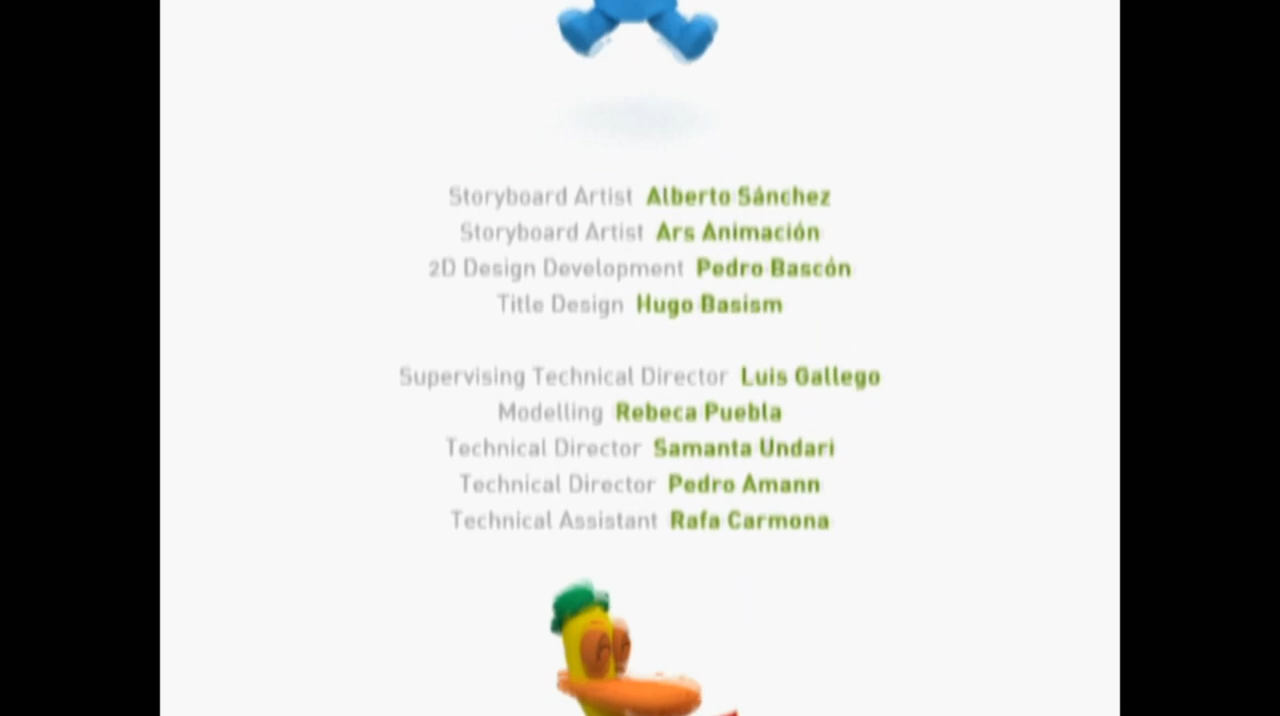 Storyboard Artist Alberto Sánchez
Storyboard Artist Ars Animación
2D Design Development Pedro Bascón
Title Design Hugo Basism
Supervising Technical Director Luis Gallego
Modelling Rebeca Puebla
Technical Director Samanta Undari
Technical Director Pedro Amann
Technical Assistant Rafa Carmona